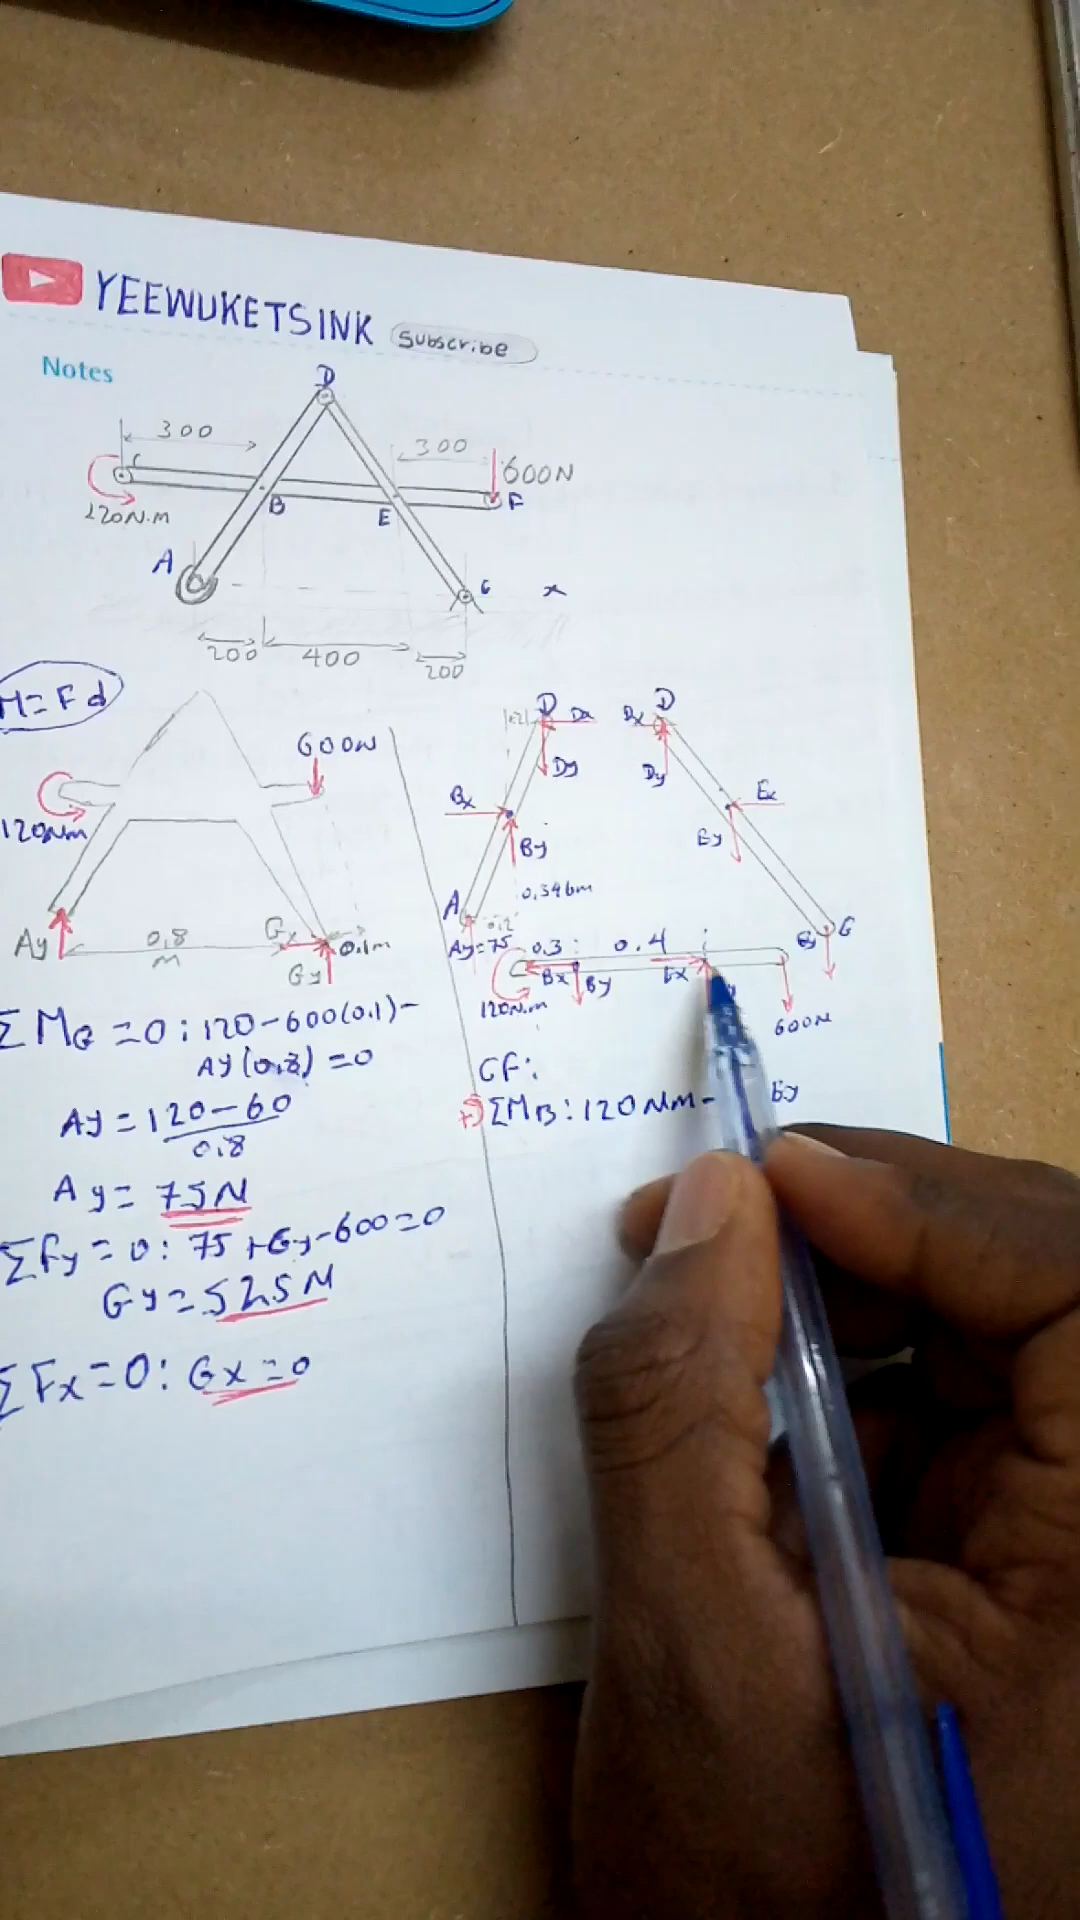 YEEWUKETSINK
Subscribe
Notes
D
300
300
600N
C
120N.m
B
E
F
A
G
x
200
400
200
M=Fd
600N
120Nm
Ay
0.8
m
Gx
0.1m
Gy
ΣMG=0: 120-600(0.1)-
Ay(0.8)=0
Ay=120-60
0.8
Ay=75N
ΣFy=0: 75+Gy-600=0
Gy=525N
ΣFx=0: Gx=0
D
Dx
Dy
Bx
By
0.346m
A
0.2
Ay=75
Dx
D
Dy
Ex
Ey
G
0.3
0.4
Bx
By
Ex
120N.m
600N
CF:
ΣMB: 120Nm-
Ey